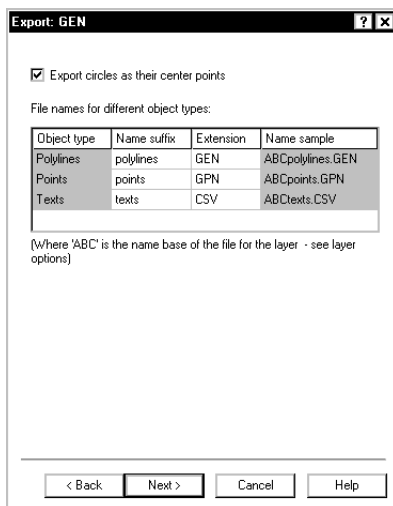 Export: GEN
Export circles as their center points
File names for different object types:
Object type Name suffix Extension Name sample
Polylines polylines GEN ABCpolylines.GEN
Points points GPN ABCpoints.GPN
Texts texts CSV ABCtexts.CSV
(Where 'ABC' is the name base of the file for the layer - see layer
options)
< Back Next > Cancel Help